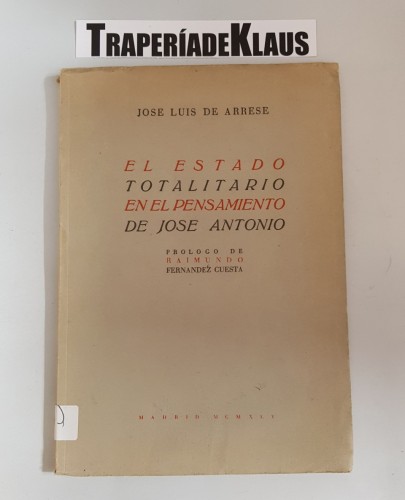 TRAPERÍADEKLAUS
JOSE LUIS DE ARRESE
EL ESTADO
TOTALITARIO
EN EL PENSAMIENTO
DE JOSE ANTONIO
PROLOGO DE
RAIMUNDO
FERNANDEZ CUESTA
MADRID